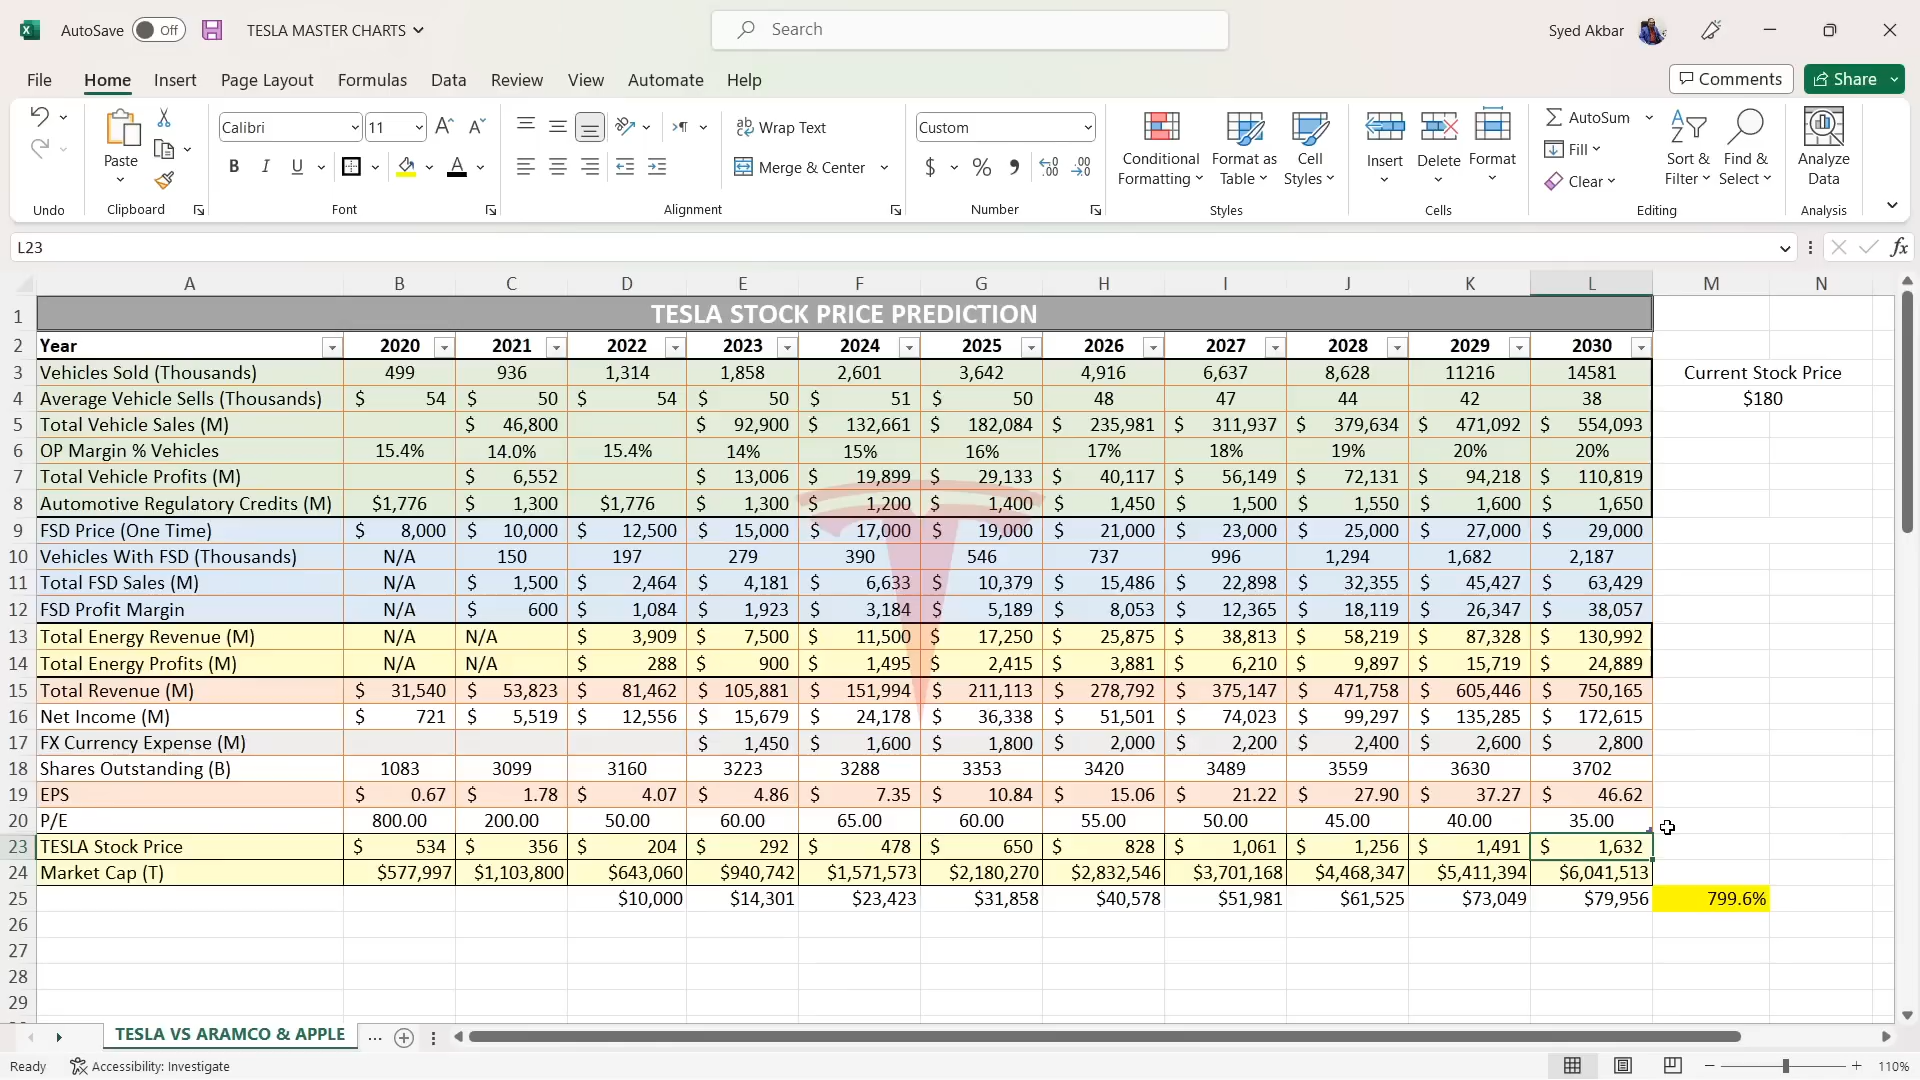 AutoSave Off TESLA MASTER CHARTS Search Syed Akbar
File Home Insert Page Layout Formulas Data Review View Automate Help Comments Share
Calibri 11 Wrap Text Custom AutoSum
Paste B I U Merge & Center $ % Conditional Formatting Format as Table Cell Styles Insert Delete Format Fill Clear Sort & Filter Find & Select Analyze Data
Undo Clipboard Font Alignment Number Styles Cells Editing Analysis
L23 fx
A B C D E F G H I J K L M N
1 TESLA STOCK PRICE PREDICTION
2 Year 2020 2021 2022 2023 2024 2025 2026 2027 2028 2029 2030
3 Vehicles Sold (Thousands) 499 936 1,314 1,858 2,601 3,642 4,916 6,637 8,628 11216 14581 Current Stock Price
4 Average Vehicle Sells (Thousands) $ 54 $ 50 $ 54 $ 50 $ 51 $ 50 48 47 44 42 38 $180
5 Total Vehicle Sales (M) $ 46,800 $ 92,900 $ 132,661 $ 182,084 $ 235,981 $ 311,937 $ 379,634 $ 471,092 $ 554,093
6 OP Margin % Vehicles 15.4% 14.0% 15.4% 14% 15% 16% 17% 18% 19% 20% 20%
7 Total Vehicle Profits (M) $ 6,552 $ 13,006 $ 19,899 $ 29,133 $ 40,117 $ 56,149 $ 72,131 $ 94,218 $ 110,819
8 Automotive Regulatory Credits (M) $1,776 $ 1,300 $1,776 $ 1,300 $ 1,200 $ 1,400 $ 1,450 $ 1,500 $ 1,550 $ 1,600 $ 1,650
9 FSD Price (One Time) $ 8,000 $ 10,000 $ 12,500 $ 15,000 $ 17,000 $ 19,000 $ 21,000 $ 23,000 $ 25,000 $ 27,000 $ 29,000
10 Vehicles With FSD (Thousands) N/A 150 197 279 390 546 737 996 1,294 1,682 2,187
11 Total FSD Sales (M) N/A $ 1,500 $ 2,464 $ 4,181 $ 6,633 $ 10,379 $ 15,486 $ 22,898 $ 32,355 $ 45,427 $ 63,429
12 FSD Profit Margin N/A $ 600 $ 1,084 $ 1,923 $ 3,184 $ 5,189 $ 8,053 $ 12,365 $ 18,119 $ 26,347 $ 38,057
13 Total Energy Revenue (M) N/A N/A $ 3,909 $ 7,500 $ 11,500 $ 17,250 $ 25,875 $ 38,813 $ 58,219 $ 87,328 $ 130,992
14 Total Energy Profits (M) N/A N/A $ 288 $ 900 $ 1,495 $ 2,415 $ 3,881 $ 6,210 $ 9,897 $ 15,719 $ 24,889
15 Total Revenue (M) $ 31,540 $ 53,823 $ 81,462 $ 105,881 $ 151,994 $ 211,113 $ 278,792 $ 375,147 $ 471,758 $ 605,446 $ 750,165
16 Net Income (M) $ 721 $ 5,519 $ 12,556 $ 15,679 $ 24,178 $ 36,338 $ 51,501 $ 74,023 $ 99,297 $ 135,285 $ 172,615
17 FX Currency Expense (M) $ 1,450 $ 1,600 $ 1,800 $ 2,000 $ 2,200 $ 2,400 $ 2,600 $ 2,800
18 Shares Outstanding (B) 1083 3099 3160 3223 3288 3353 3420 3489 3559 3630 3702
19 EPS $ 0.67 $ 1.78 $ 4.07 $ 4.86 $ 7.35 $ 10.84 $ 15.06 $ 21.22 $ 27.90 $ 37.27 $ 46.62
20 P/E 800.00 200.00 50.00 60.00 65.00 60.00 55.00 50.00 45.00 40.00 35.00
23 TESLA Stock Price $ 534 $ 356 $ 204 $ 292 $ 478 $ 650 $ 828 $ 1,061 $ 1,256 $ 1,491 $ 1,632
24 Market Cap (T) $577,997 $1,103,800 $643,060 $940,742 $1,571,573 $2,180,270 $2,832,546 $3,701,168 $4,468,347 $5,411,394 $6,041,513
25 $10,000 $14,301 $23,423 $31,858 $40,578 $51,981 $61,525 $73,049 $79,956 799.6%
26
27
28
29
TESLA VS ARAMCO & APPLE ...
Ready Accessibility: Investigate 110%